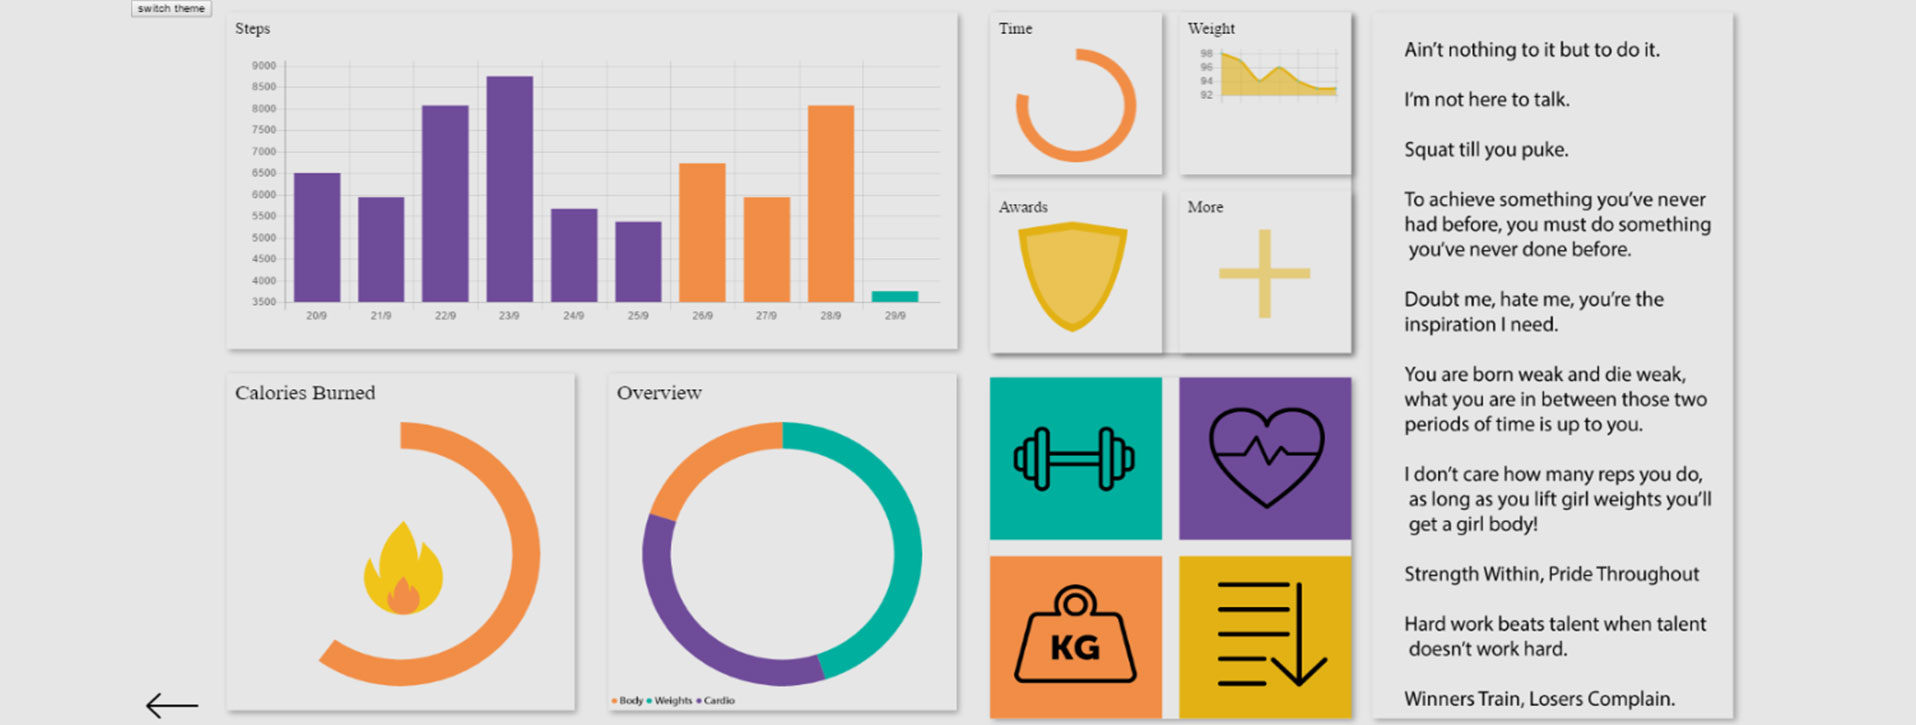 switch theme
Steps
9000
8500
8000
7500
7000
6500
6000
5500
5000
4500
4000
3500
20/9 21/9 22/9 23/9 24/9 25/9 26/9 27/9 28/9 29/9
Time
Weight
98
96
94
92
Awards
More
Calories Burned
Overview
Body Weights Cardio
KG
Ain't nothing to it but to do it.
I'm not here to talk.
Squat till you puke.
To achieve something you've never
had before, you must do something
you've never done before.
Doubt me, hate me, you're the
inspiration I need.
You are born weak and die weak,
what you are in between those two
periods of time is up to you.
I don't care how many reps you do,
as long as you lift girl weights you'll
get a girl body!
Strength Within, Pride Throughout
Hard work beats talent when talent
doesn't work hard.
Winners Train, Losers Complain.